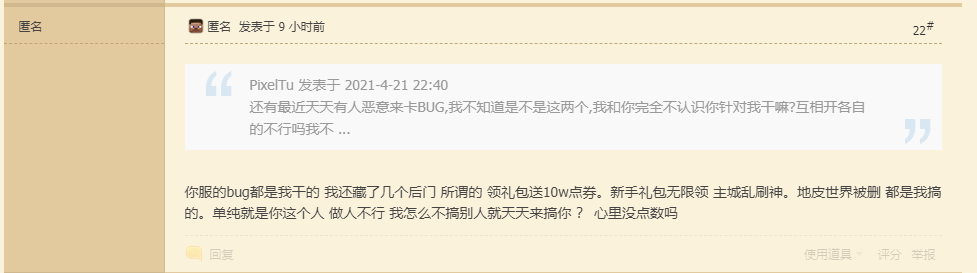 匿名
匿名 发表于 9 小时前
22#
PixelTu 发表于 2021-4-21 22:40
还有最近天天有人恶意来卡BUG,我不知道是不是这两个,我和你完全不认识你针对我干嘛?互相开各自
的不行吗我不 ...
你服的bug都是我干的 我还藏了几个后门 所谓的 领礼包送10w点券。新手礼包无限领 主城乱刷神。地皮世界被删 都是我搞
的。单纯就是你这个人 做人不行 我怎么不搞别人就天天来搞你 ？ 心里没点数吗
回复
使用道具 评分 举报